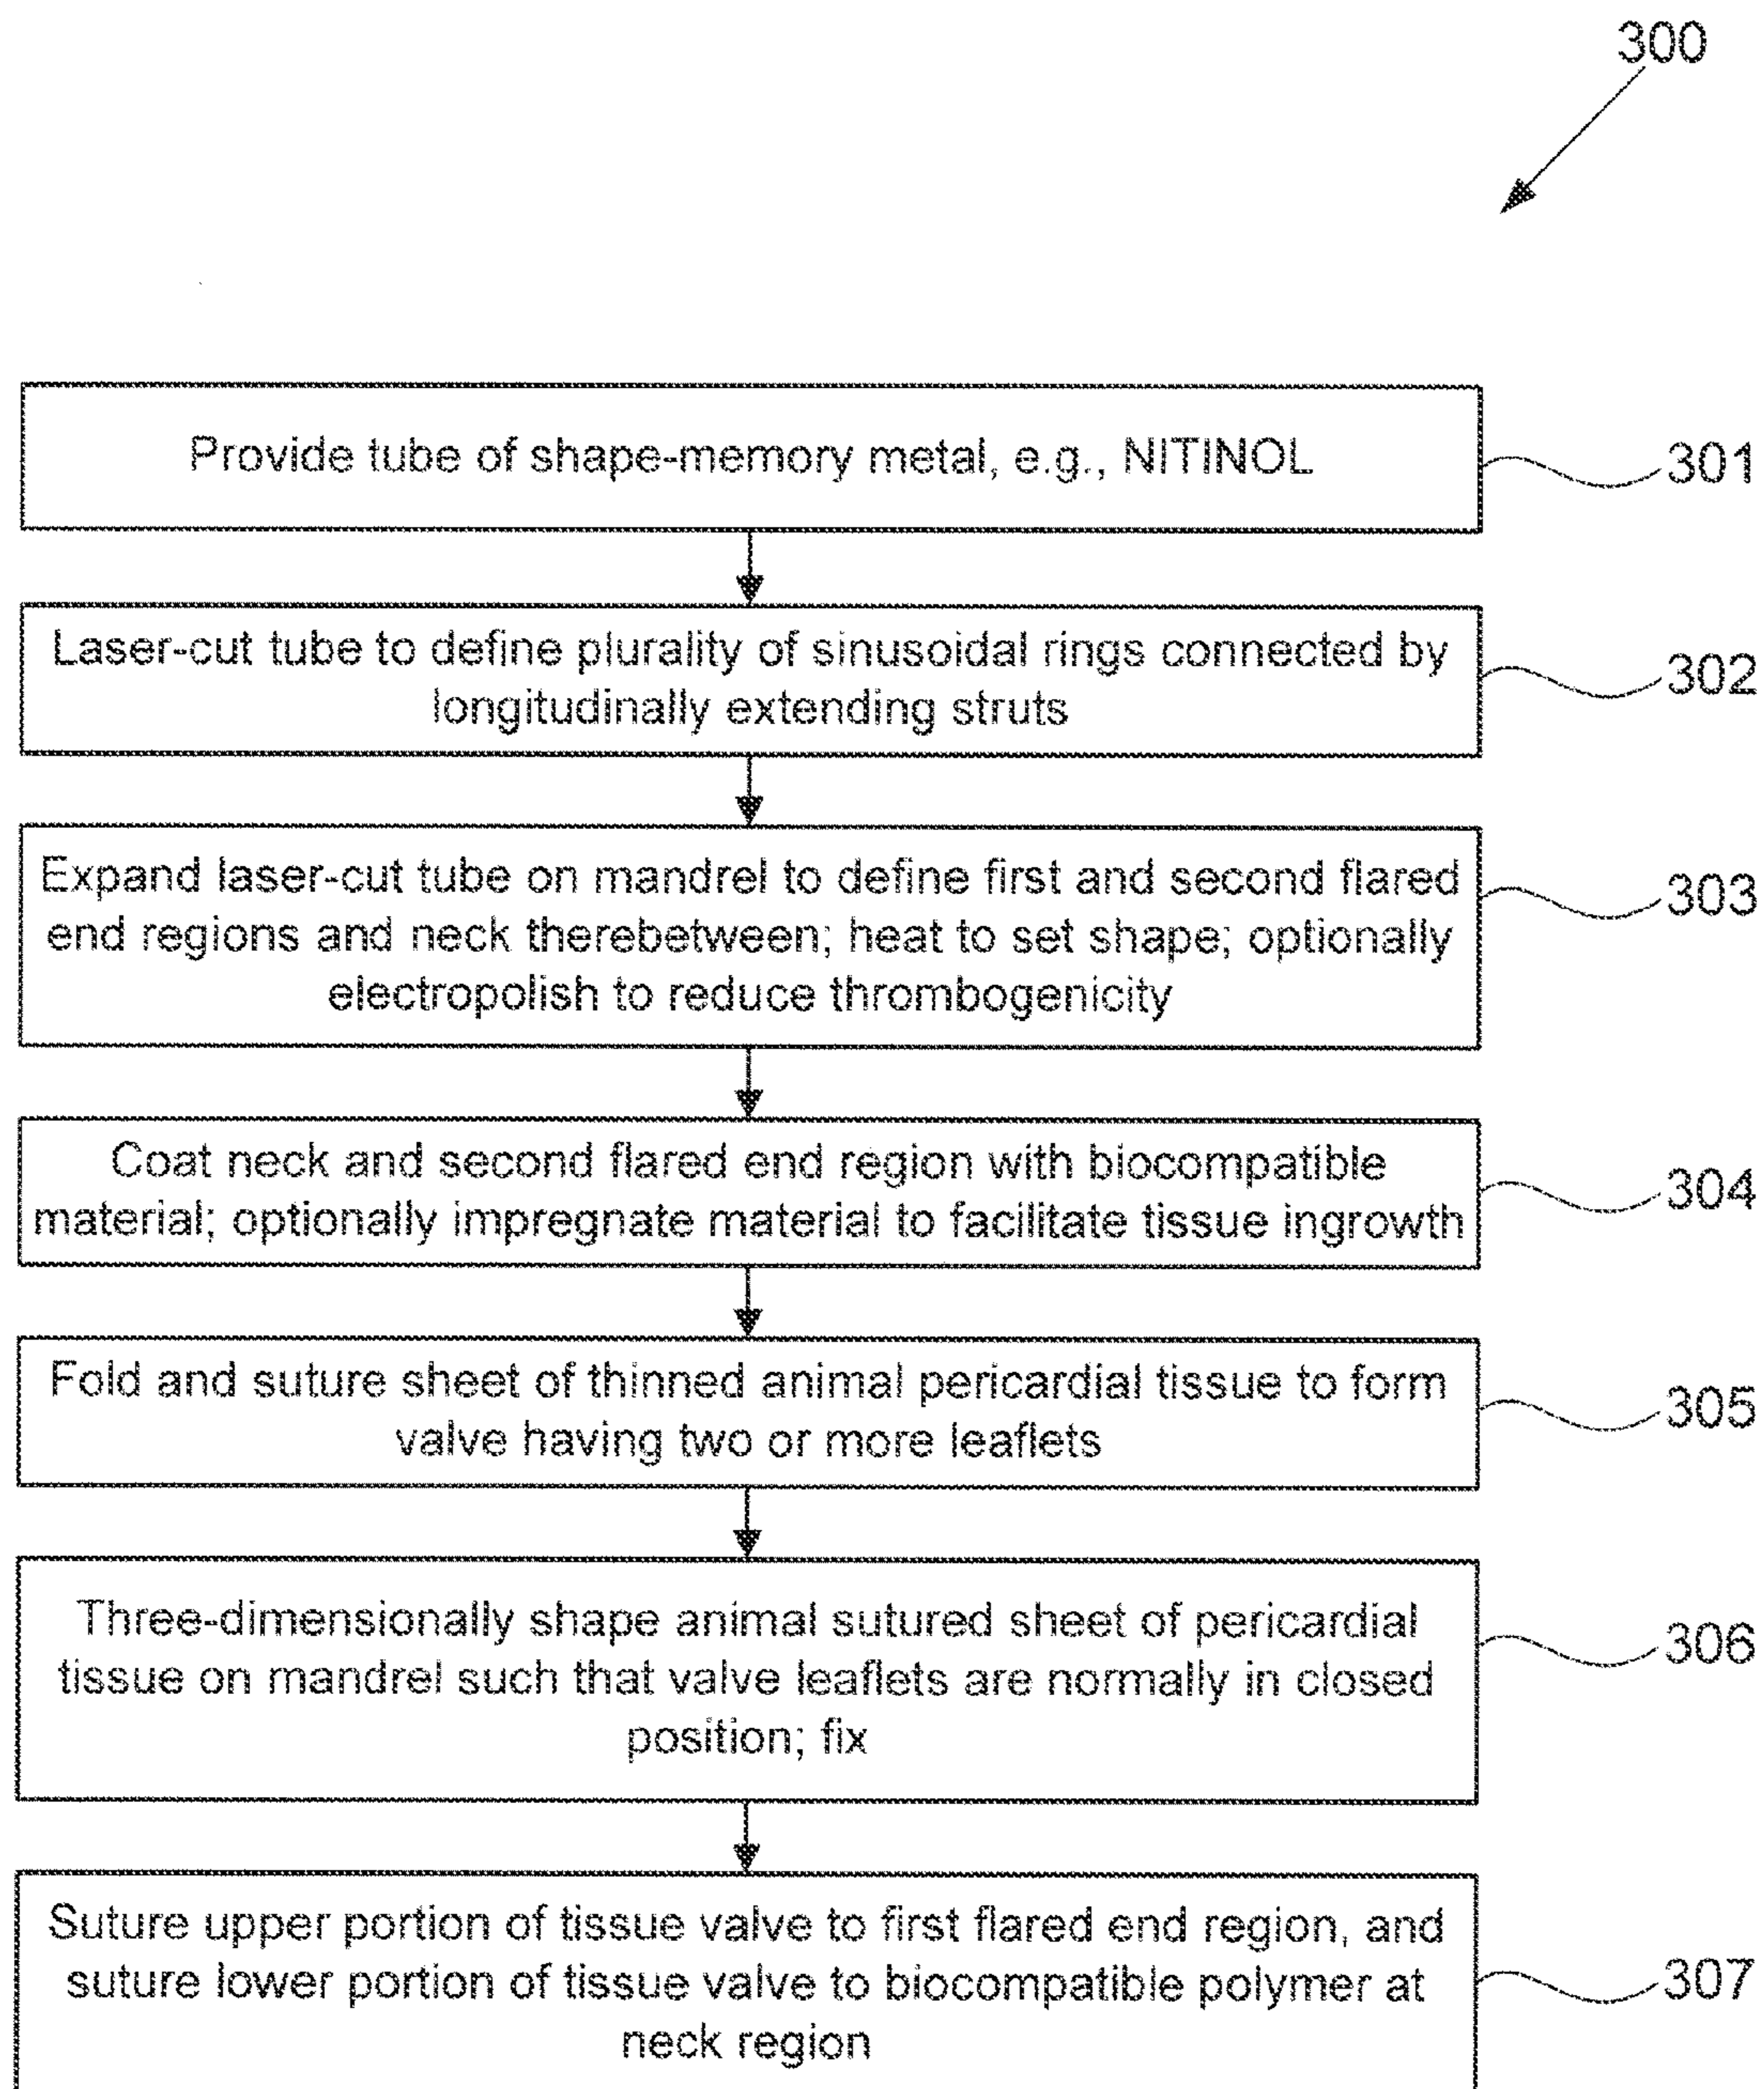 300
Provide tube of shape-memory metal, e.g., NITINOL
301
Laser-cut tube to define plurality of sinusoidal rings connected by
longitudinally extending struts
302
Expand laser-cut tube on mandrel to define first and second flared
end regions and neck therebetween; heat to set shape; optionally
electropolish to reduce thrombogenicity
303
Coat neck and second flared end region with biocompatible
material; optionally impregnate material to facilitate tissue ingrowth
304
Fold and suture sheet of thinned animal pericardial tissue to form
valve having two or more leaflets
305
Three-dimensionally shape animal sutured sheet of pericardial
tissue on mandrel such that valve leaflets are normally in closed
position; fix
306
Suture upper portion of tissue valve to first flared end region, and
suture lower portion of tissue valve to biocompatible polymer at
neck region
307